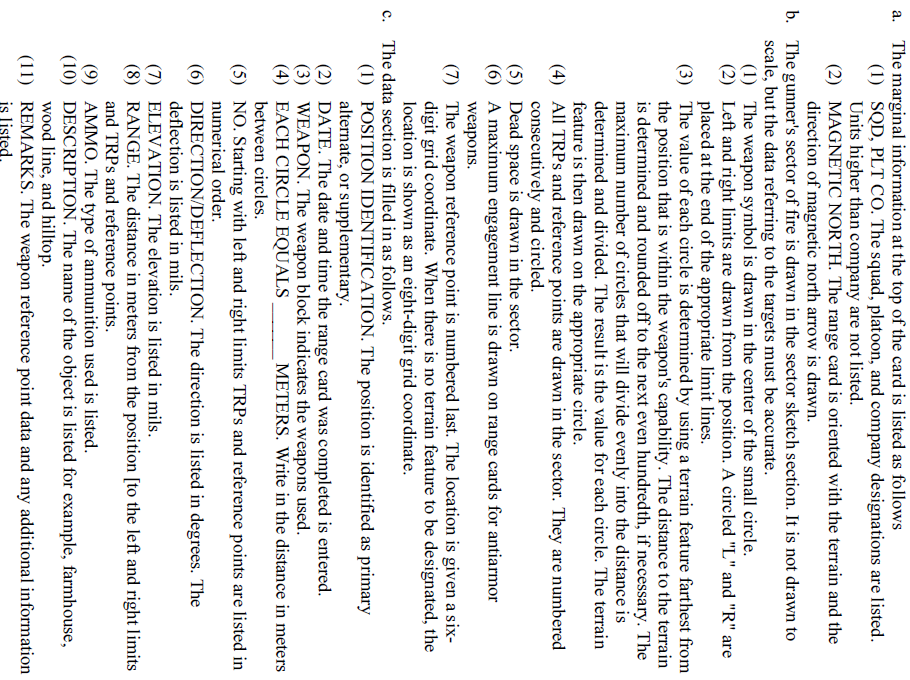 a. The marginal information at the top of the card is listed as follows
(1) SQD, PLT CO. The squad, platoon, and company designations are listed.
Units higher than company are not listed.
(2) MAGNETIC NORTH. The range card is oriented with the terrain and the
direction of magnetic north arrow is drawn.
b. The gunner's sector of fire is drawn in the sector sketch section. It is not drawn to
scale, but the data referring to the targets must be accurate.
(1) The weapon symbol is drawn in the center of the small circle.
(2) Left and right limits are drawn from the position. A circled "L" and "R" are
placed at the end of the appropriate limit lines.
(3) The value of each circle is determined by using a terrain feature farthest from
the position that is within the weapon's capability. The distance to the terrain
is determined and rounded off to the next even hundredth, if necessary. The
maximum number of circles that will divide evenly into the distance is
determined and divided. The result is the value for each circle. The terrain
feature is then drawn on the appropriate circle.
(4) All TRPs and reference points are drawn in the sector. They are numbered
consecutively and circled.
(5) Dead space is drawn in the sector.
(6) A maximum engagement line is drawn on range cards for antiarmor
weapons.
(7) The weapon reference point is numbered last. The location is given a six-
digit grid coordinate. When there is no terrain feature to be designated, the
location is shown as an eight-digit grid coordinate.
c. The data section is filled in as follows.
(1) POSITION IDENTIFICATION. The position is identified as primary
alternate, or supplementary.
(2) DATE. The date and time the range card was completed is entered.
(3) WEAPON. The weapon block indicates the weapons used.
(4) EACH CIRCLE EQUALS ______ METERS. Write in the distance in meters
between circles.
(5) NO. Starting with left and right limits TRPs and reference points are listed in
numerical order.
(6) DIRECTION/DEFLECTION. The direction is listed in degrees. The
deflection is listed in mils.
(7) ELEVATION. The elevation is listed in mils.
(8) RANGE. The distance in meters from the position [to the left and right limits
and TRPs and reference points.
(9) AMMO. The type of ammunition used is listed.
(10) DESCRIPTION. The name of the object is listed for example, farmhouse,
wood line, and hilltop.
(11) REMARKS. The weapon reference point data and any additional information
is listed.